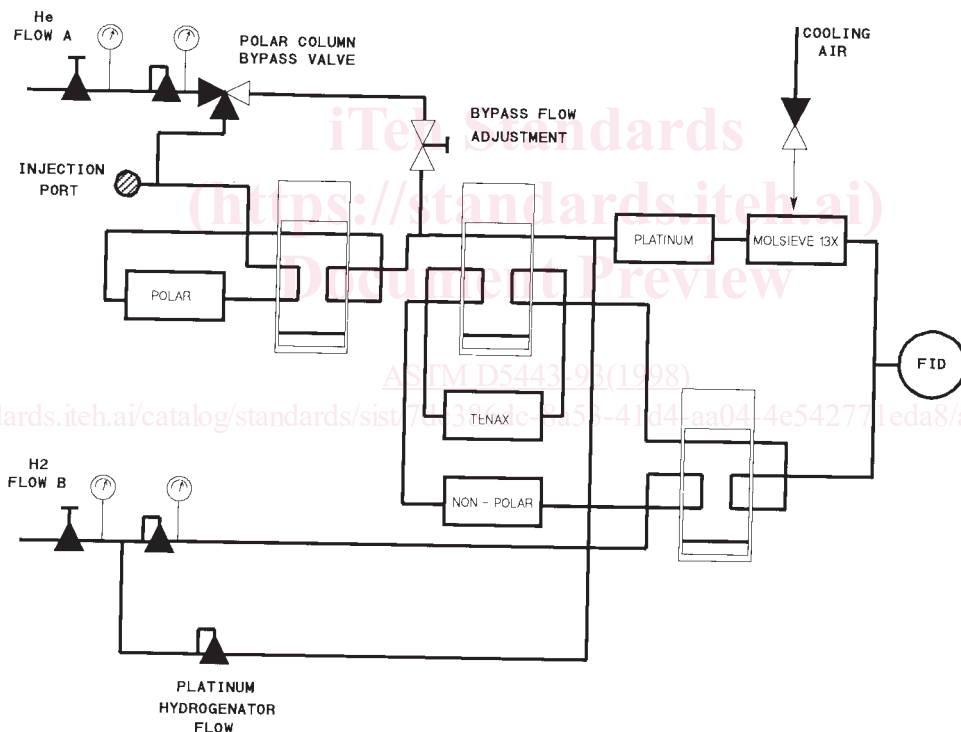 He
FLOW A
POLAR COLUMN
BYPASS VALVE
COOLING
AIR
BYPASS FLOW
ADJUSTMENT
iTeh Standards
INJECTION
PORT
(https://standards.iteh.ai)
PLATINUM
MOLSIEVE 13X
Document Preview
POLAR
FID
ASTM D5443-93(1998)
TENAX
H2
FLOW B
NON - POLAR
PLATINUM
HYDROGENATOR
FLOW